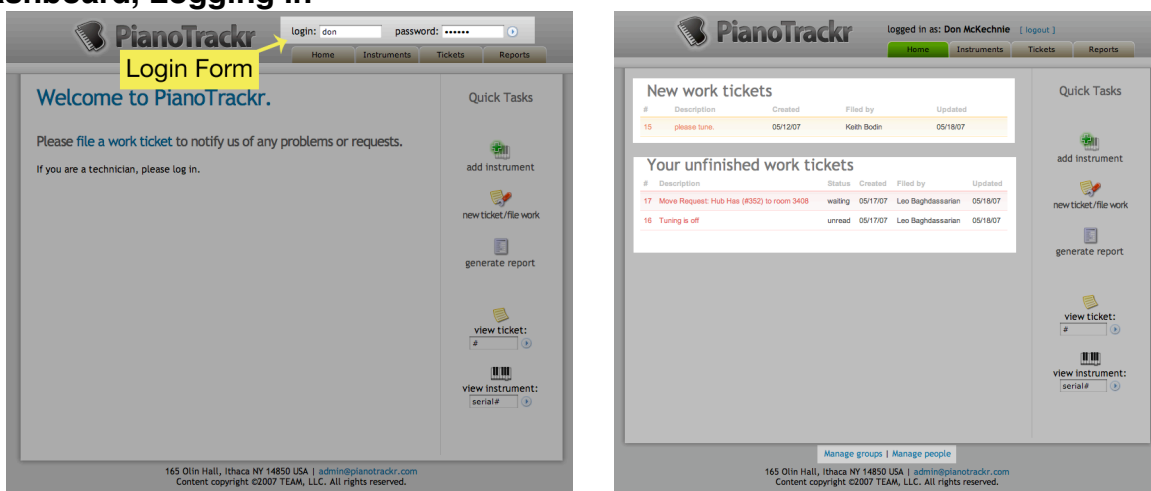 ashboard, Logging in
PianoTrackr
login: don password: ••••••
Home Instruments Tickets Reports
Login Form
Welcome to PianoTrackr.
Please file a work ticket to notify us of any problems or requests.
If you are a technician, please log in.
Quick Tasks
add instrument
new ticket/file work
generate report
view ticket:
#
view instrument:
serial#
165 Olin Hall, Ithaca NY 14850 USA | admin@pianotrackr.com
Content copyright ©2007 TEAM, LLC. All rights reserved.
PianoTrackr
logged in as: Don McKechnie [ logout ]
Home Instruments Tickets Reports
New work tickets
# Description Created Filed by Updated
15 please tune. 05/12/07 Keith Bodin 05/18/07
Your unfinished work tickets
# Description Status Created Filed by Updated
17 Move Request: Hub Has (#352) to room 3408 waiting 05/17/07 Leo Baghdassarian 05/18/07
16 Tuning is off unread 05/17/07 Leo Baghdassarian 05/18/07
Quick Tasks
add instrument
new ticket/file work
generate report
view ticket:
#
view instrument:
serial#
Manage groups | Manage people
165 Olin Hall, Ithaca NY 14850 USA | admin@pianotrackr.com
Content copyright ©2007 TEAM, LLC. All rights reserved.